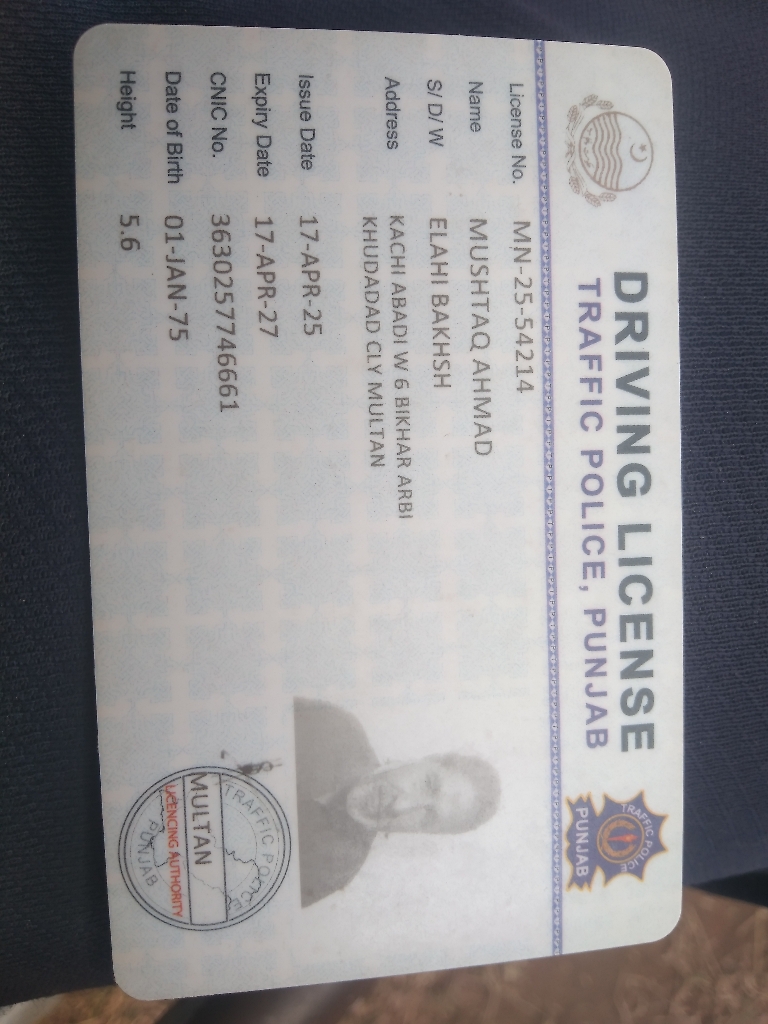 DRIVING LICENSE
TRAFFIC POLICE, PUNJAB
TRAFFIC POLICE
PUNJAB
License No. MN-25-54214
Name MUSHTAQ AHMAD
S/ D/ W ELAHI BAKHSH
Address KACHI ABADI W 6 BIKHAR ARBI
KHUDADAD CLY MULTAN
Issue Date 17-APR-25
Expiry Date 17-APR-27
CNIC No. 3630257746661
Date of Birth 01-JAN-75
Height 5.6
TRAFFIC POLICE
MULTAN
LICENCING AUTHORITY
PUNJAB